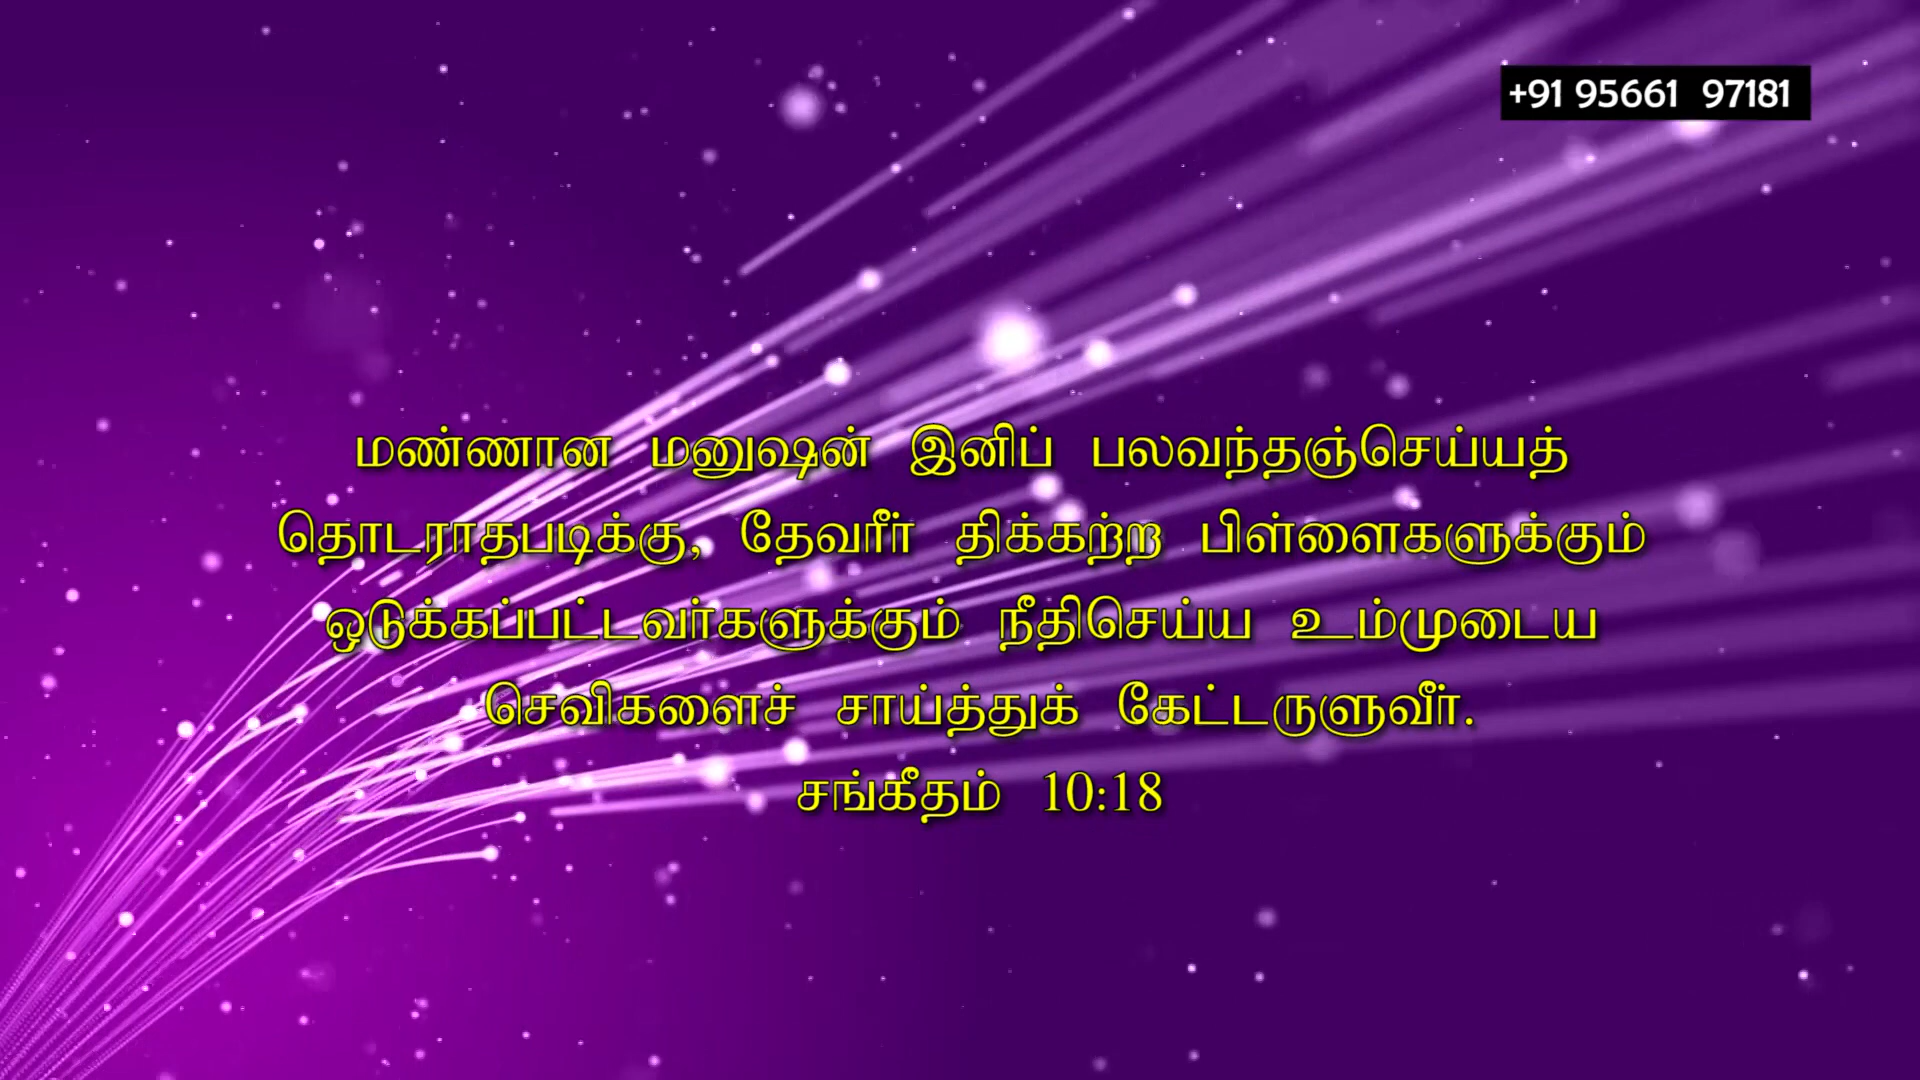 +91 95661 97181
மண்ணான மனுஷன் இனிப் பலவந்தஞ்செய்யத்
தொடராதபடிக்கு, தேவரீர் திக்கற்ற பிள்ளைகளுக்கும்
ஒடுக்கப்பட்டவர்களுக்கும் நீதிசெய்ய உம்முடைய
செவிகளைச் சாய்த்துக் கேட்டருளுவீர்.
சங்கீதம் 10:18